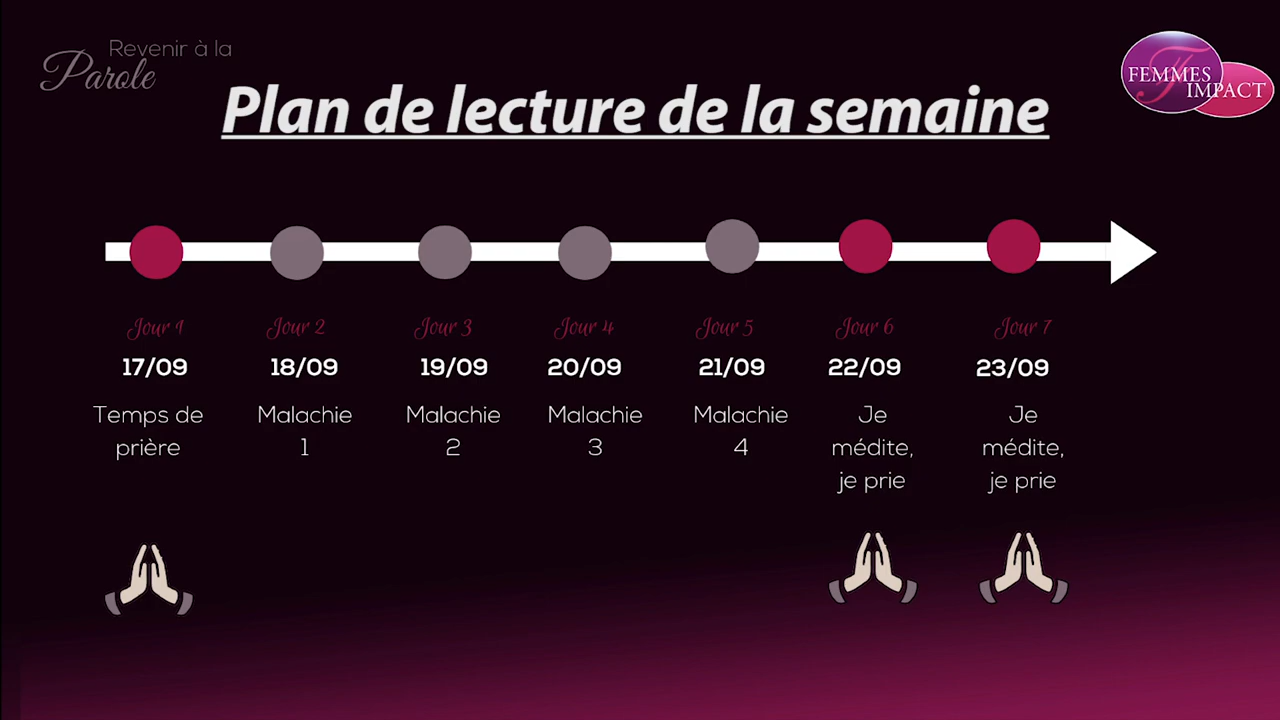 Revenir à la
Parole
FEMMES
IMPACT
Plan de lecture de la semaine
Jour 1
Jour 2
Jour 3
Jour 4
Jour 5
Jour 6
Jour 7
17/09
18/09
19/09
20/09
21/09
22/09
23/09
Temps de
prière
Malachie
1
Malachie
2
Malachie
3
Malachie
4
Je
médite,
je prie
Je
médite,
je prie